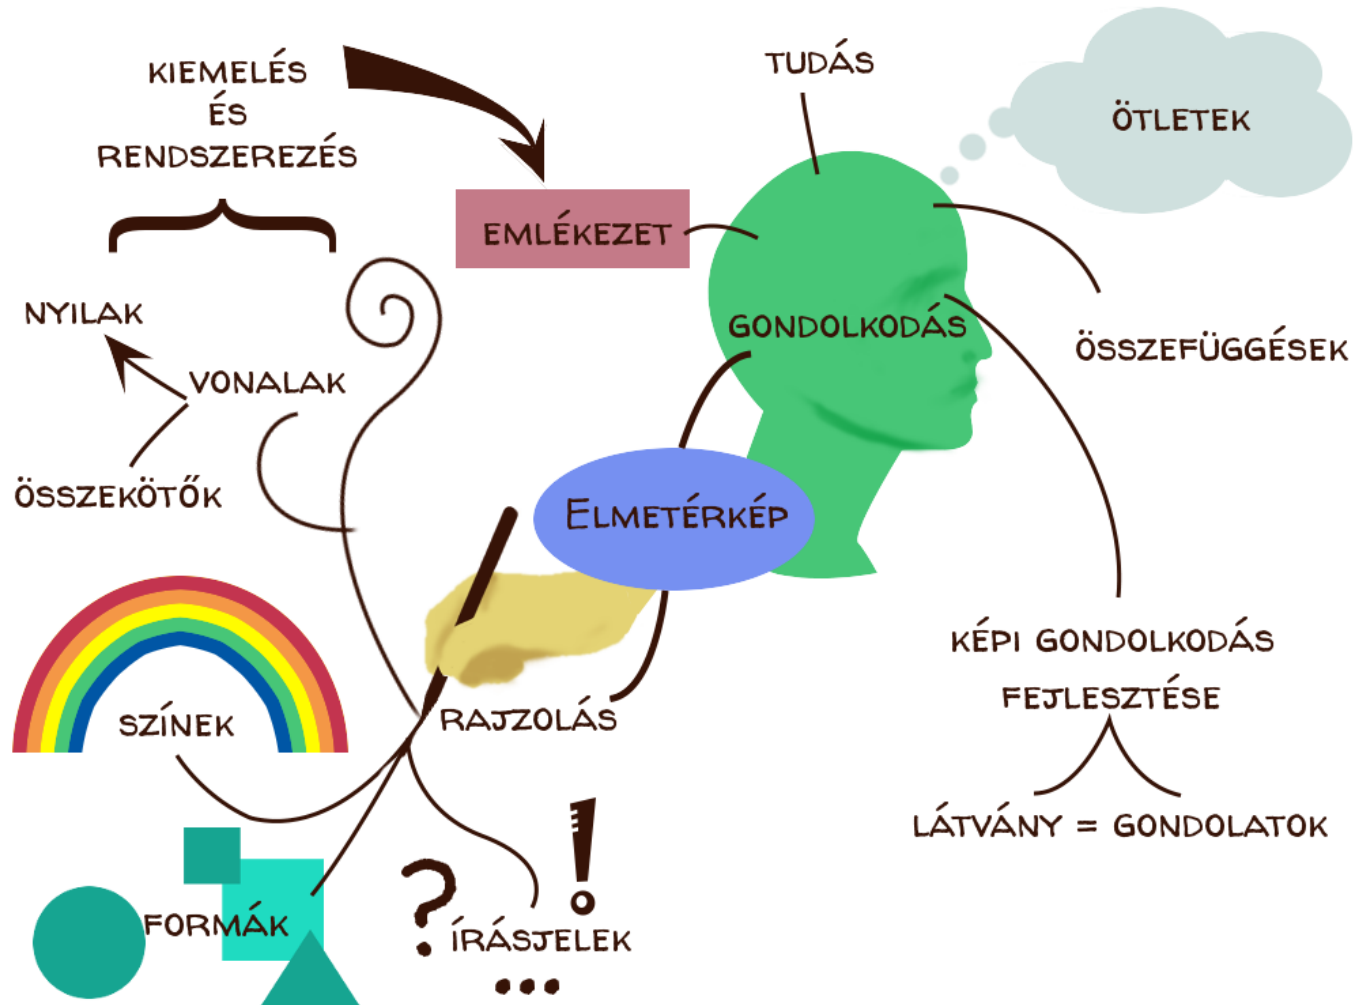 KIEMELÉS
ÉS
RENDSZEREZÉS
TUDÁS
ÖTLETEK
EMLÉKEZET
NYILAK
GONDOLKODÁS
ÖSSZEFÜGGÉSEK
VONALAK
ÖSSZEKÖTŐK
ELMETÉRKÉP
KÉPI GONDOLKODÁS
FEJLESZTÉSE
SZÍNEK
RAJZOLÁS
LÁTVÁNY = GONDOLATOK
!
FORMÁK
?
ÍRÁSJELEK
...